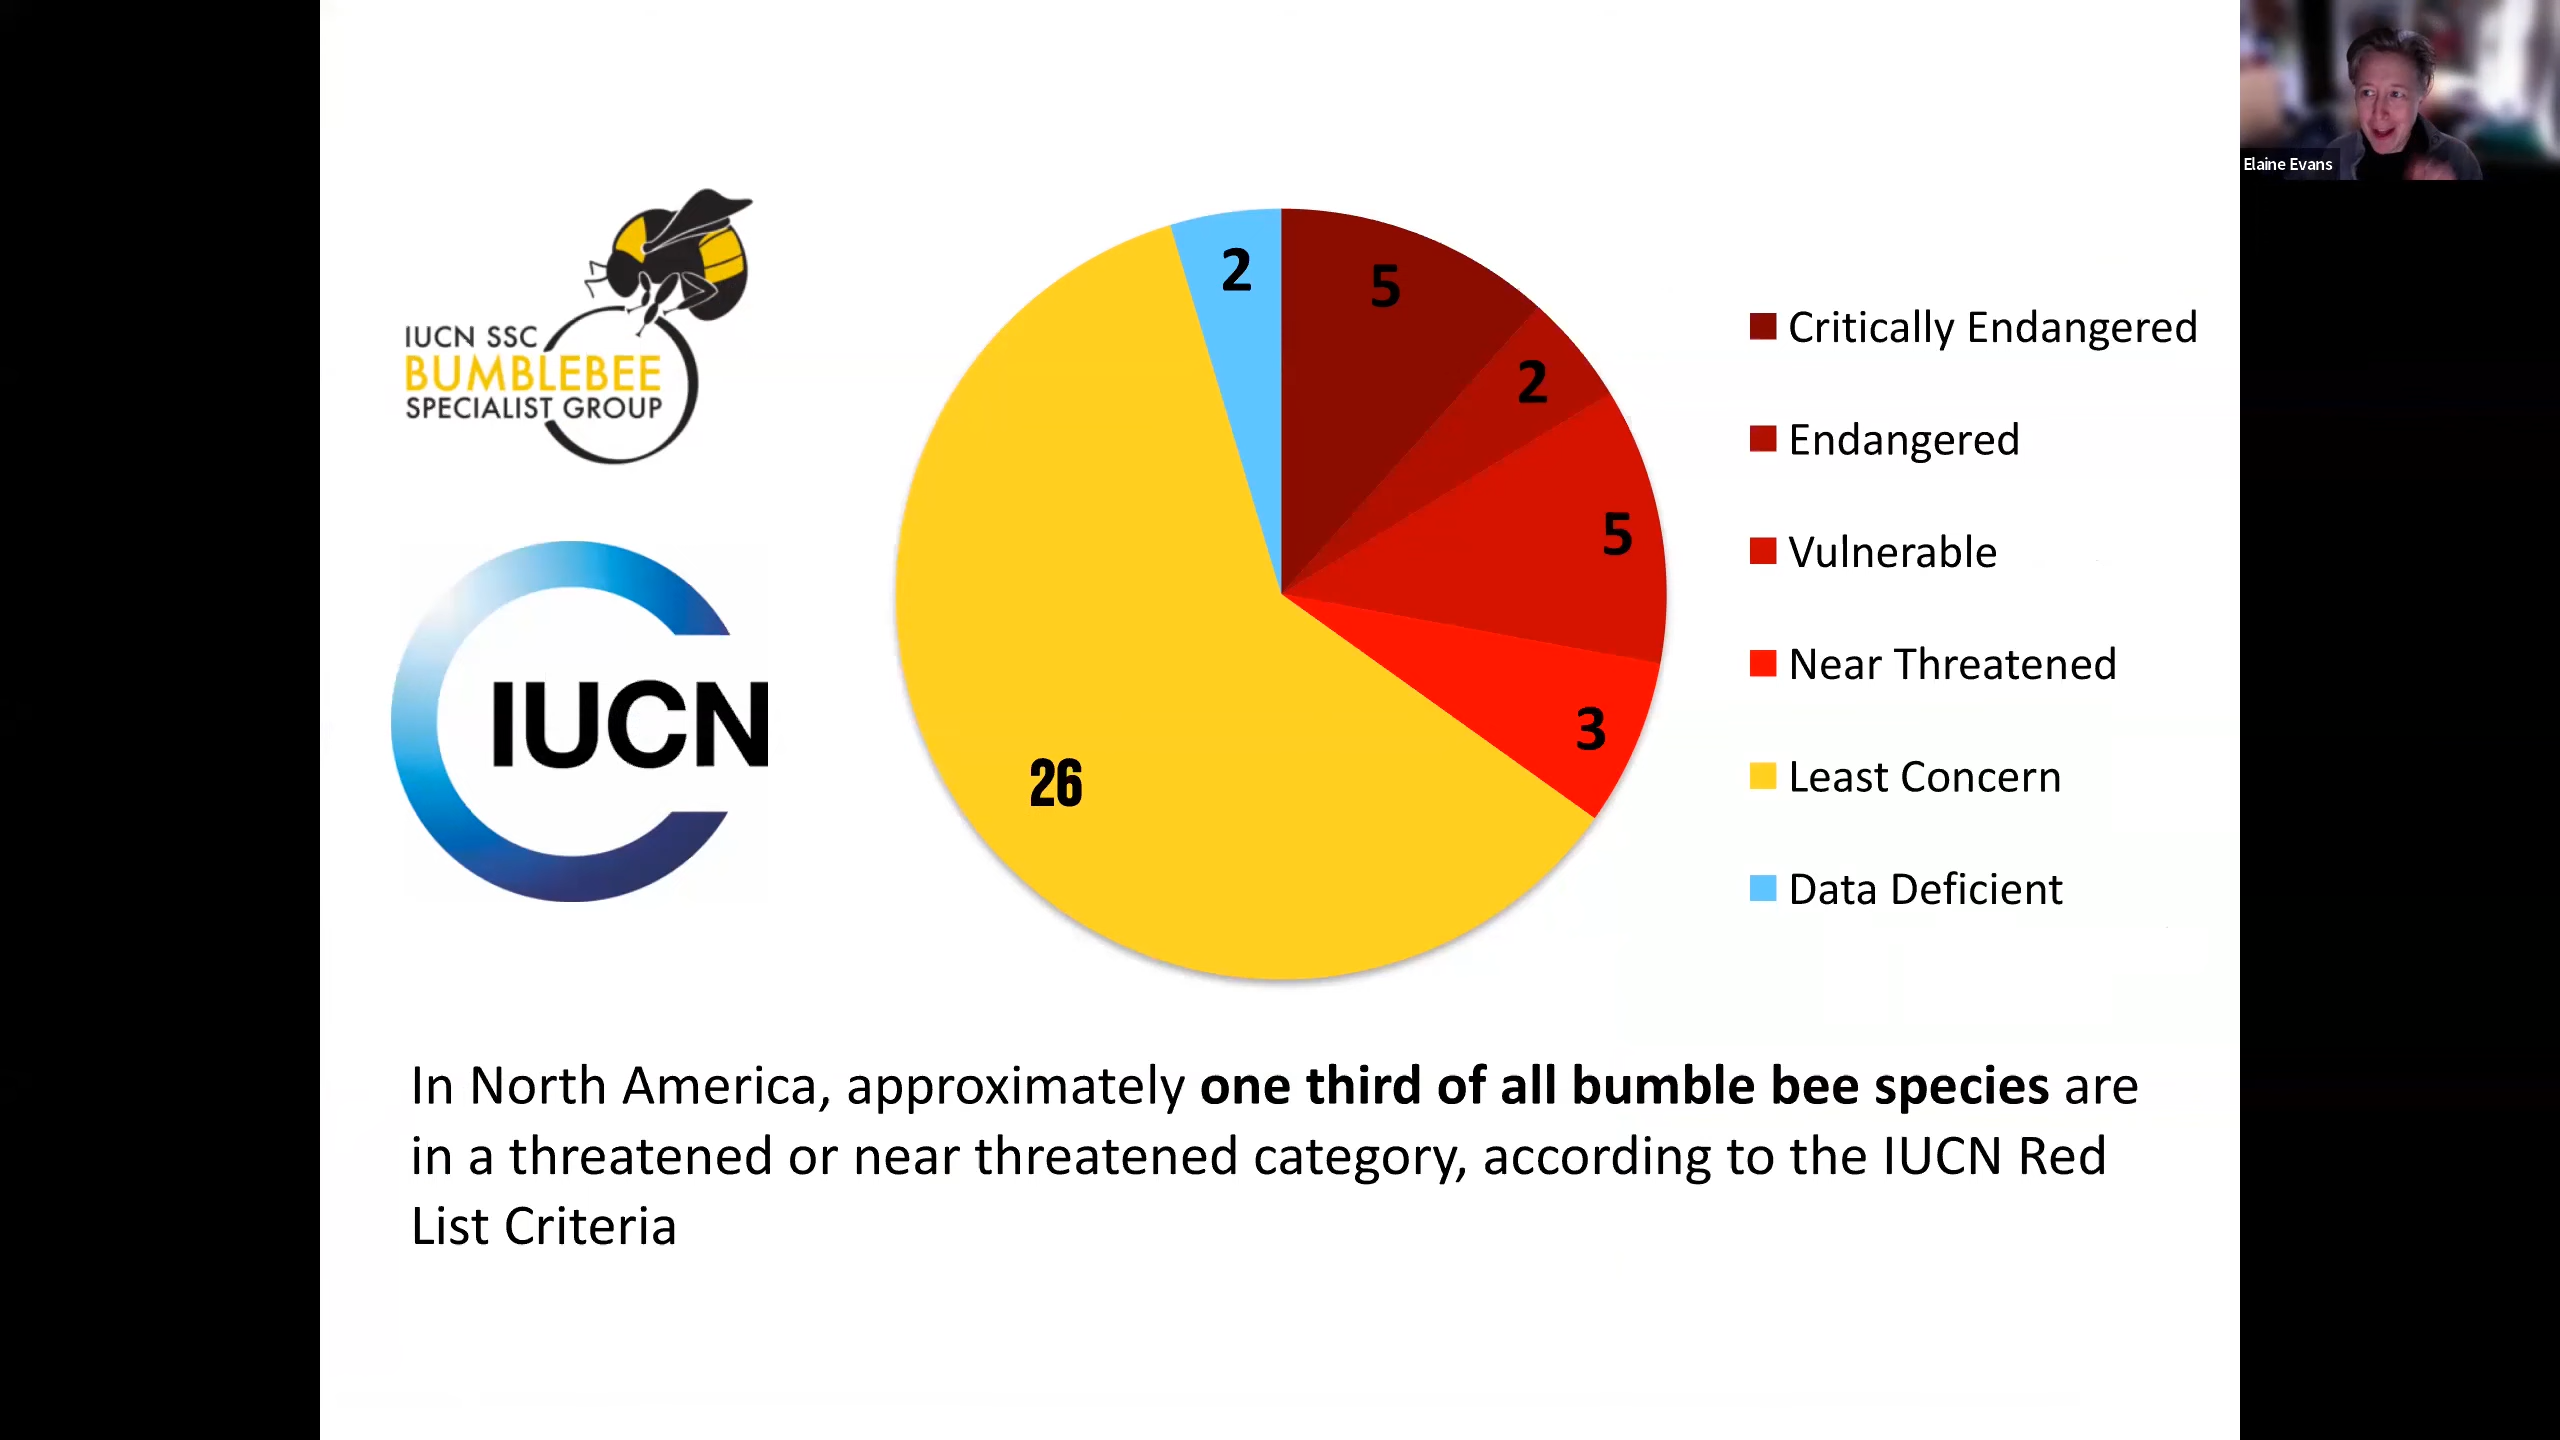 Elaine Evans
IUCN SSC
BUMBLEBEE
SPECIALIST GROUP
IUCN
2
5
2
5
3
26
Critically Endangered
Endangered
Vulnerable
Near Threatened
Least Concern
Data Deficient
In North America, approximately one third of all bumble bee species are
in a threatened or near threatened category, according to the IUCN Red
List Criteria